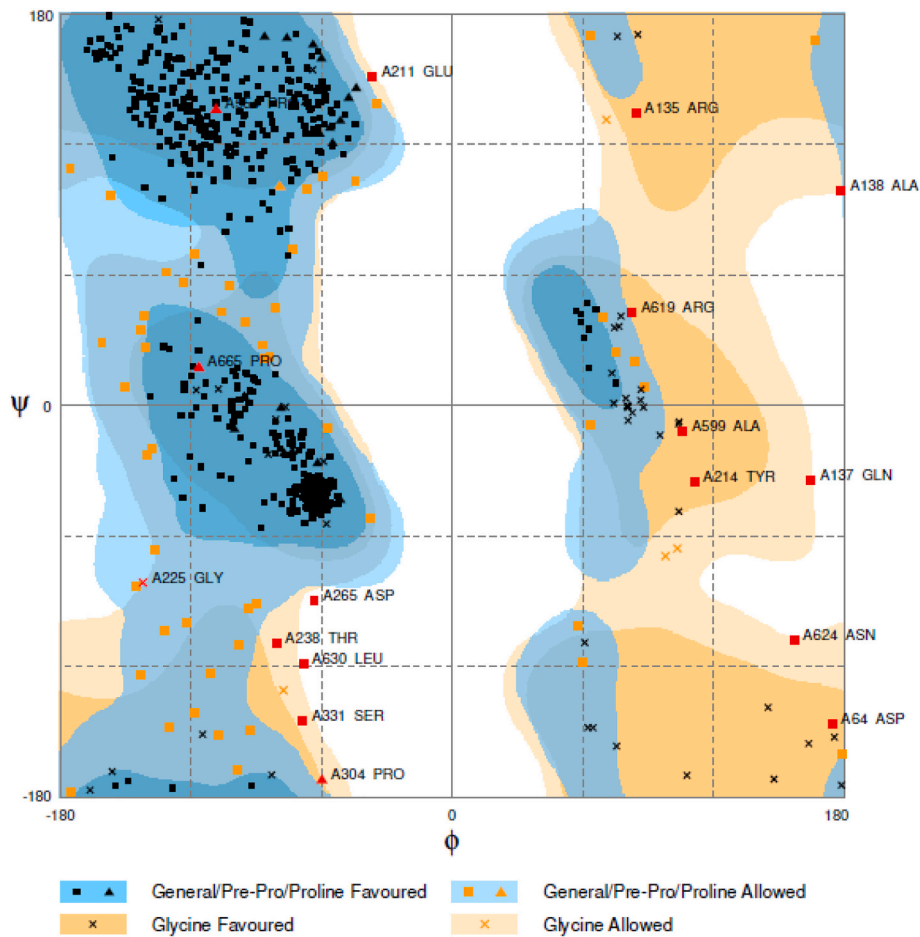 180
A211 GLU
A135 ARG
A138 ALA
A619 ARG
A665 PRO
ψ 0
A599 ALA
A214 TYR
A137 GLN
A225 GLY
A265 ASP
A238 THR
A624 ASN
A630 LEU
A331 SER
A64 ASP
A304 PRO
-180
-180 0 180
ϕ
General/Pre-Pro/Proline Favoured General/Pre-Pro/Proline Allowed
Glycine Favoured Glycine Allowed